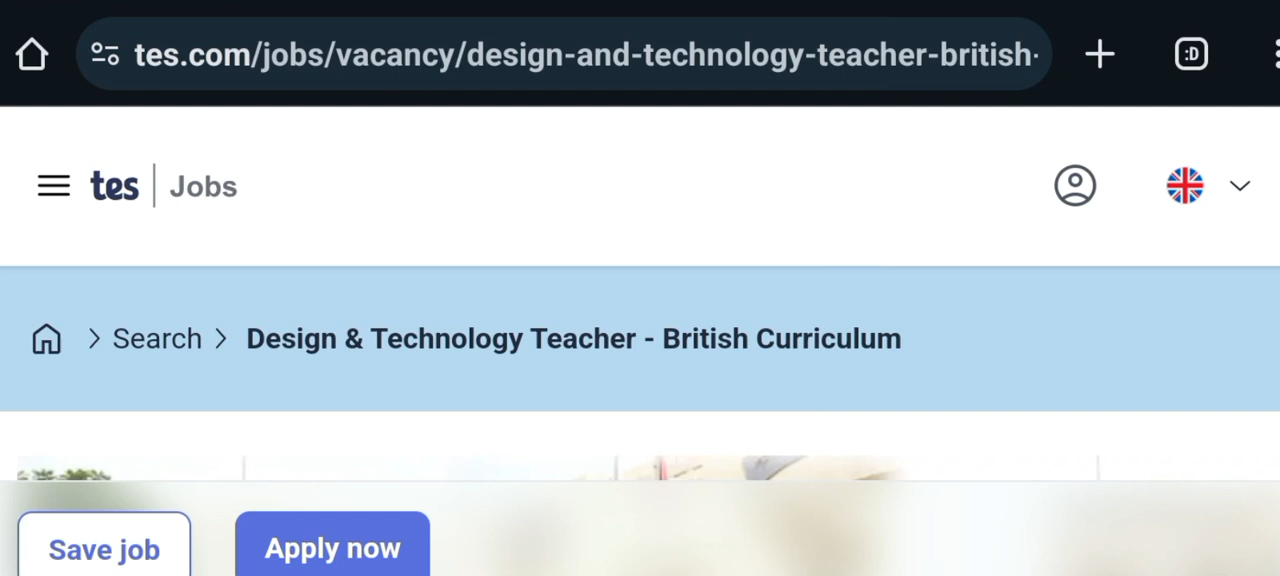 tes.com/jobs/vacancy/design-and-technology-teacher-british-
:D
tes | Jobs
Search > Design & Technology Teacher - British Curriculum
Save job
Apply now